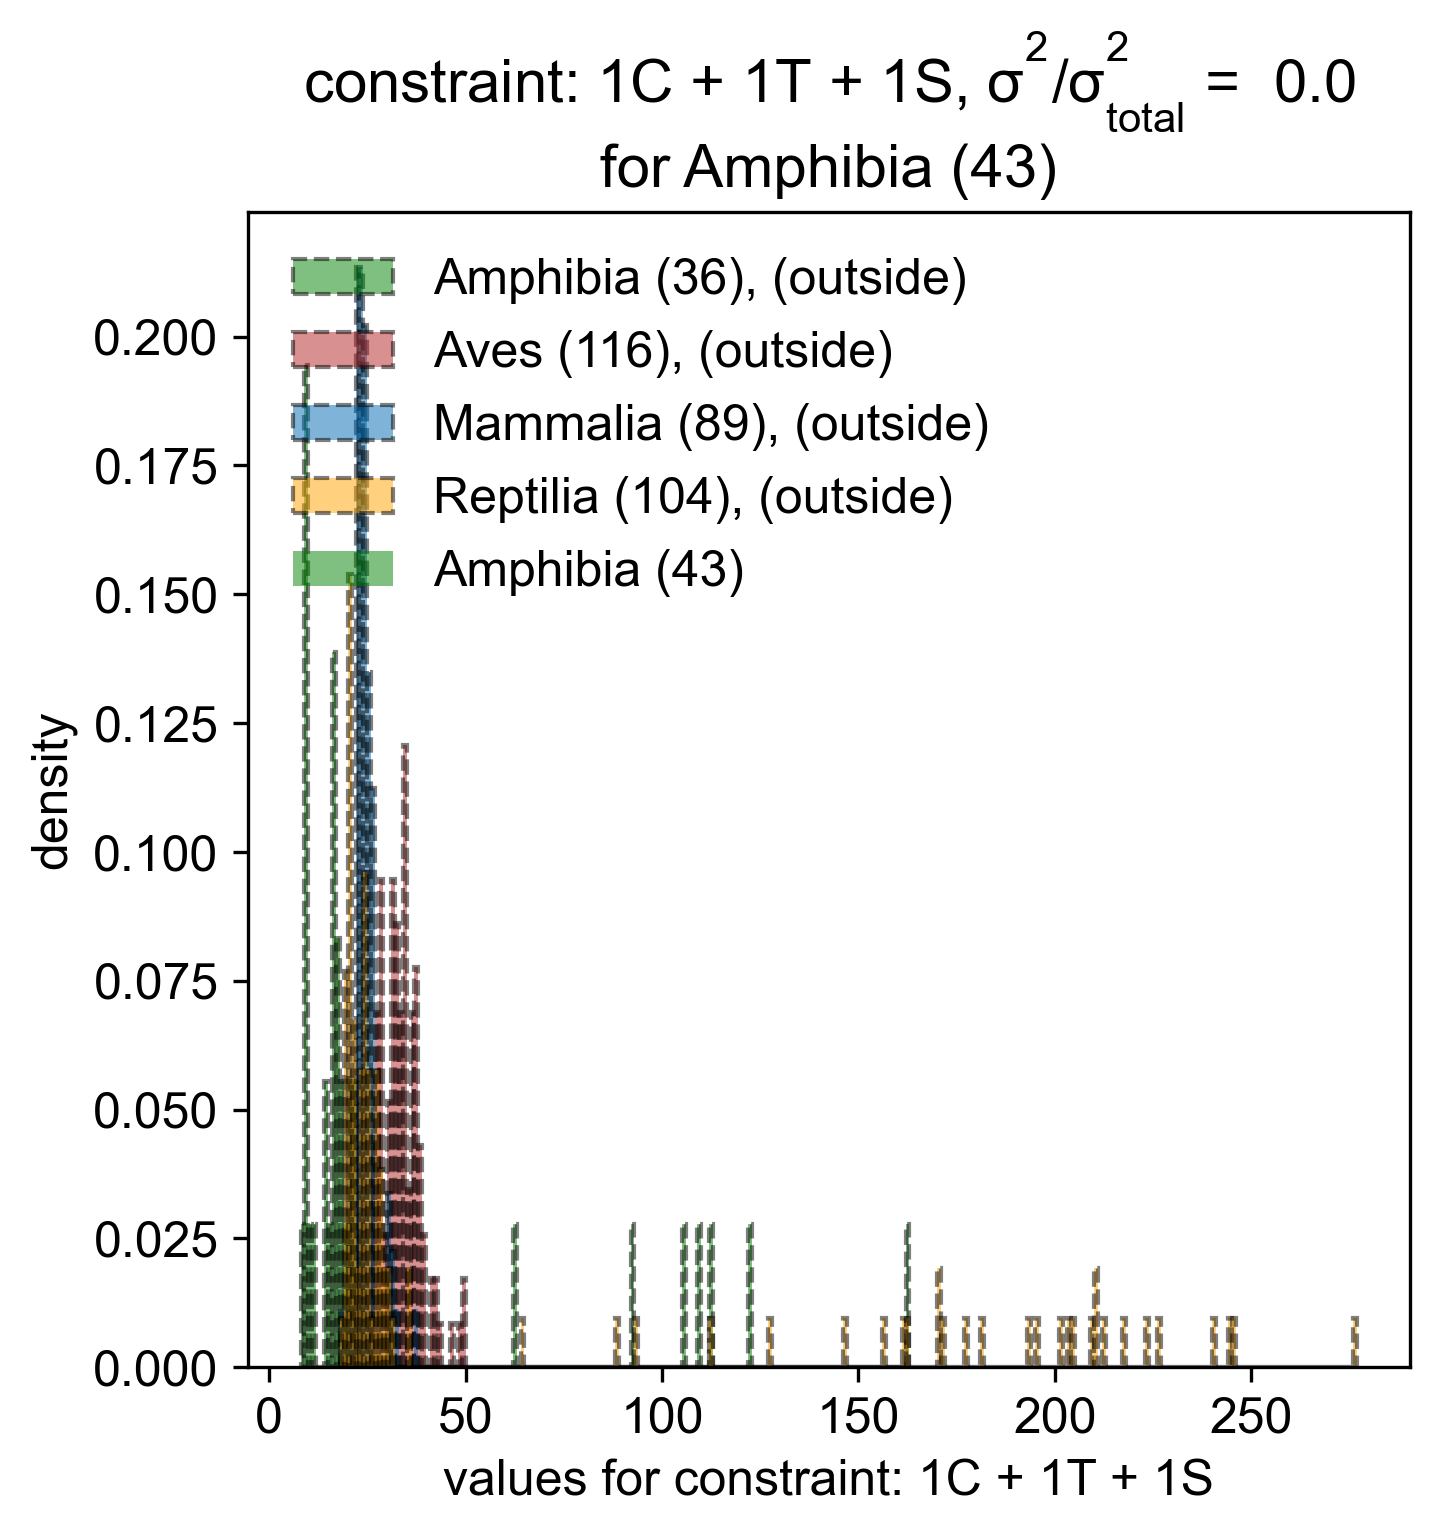 constraint: 1C + 1T + 1S, σ²/σ²total = 0.0
for Amphibia (43)
Amphibia (36), (outside)
Aves (116), (outside)
Mammalia (89), (outside)
Reptilia (104), (outside)
Amphibia (43)
density
0.200
0.175
0.150
0.125
0.100
0.075
0.050
0.025
0.000
0 50 100 150 200 250
values for constraint: 1C + 1T + 1S